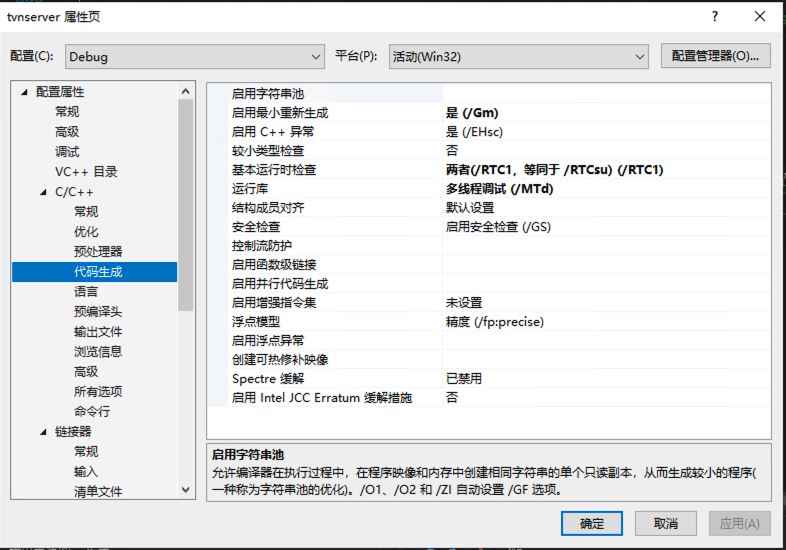 tvnserver 属性页
配置(C): Debug 平台(P): 活动(Win32) 配置管理器(O)...
配置属性
常规
高级
调试
VC++ 目录
C/C++
常规
优化
预处理器
代码生成
语言
预编译头
输出文件
浏览信息
高级
所有选项
命令行
链接器
常规
输入
清单文件
启用字符串池
启用最小重新生成 是 (/Gm)
启用 C++ 异常 是 (/EHsc)
较小类型检查 否
基本运行时检查 两者(/RTC1，等同于 /RTCsu) (/RTC1)
运行库 多线程调试 (/MTd)
结构成员对齐 默认设置
安全检查 启用安全检查 (/GS)
控制流防护
启用函数级链接
启用并行代码生成
启用增强指令集 未设置
浮点模型 精度 (/fp:precise)
启用浮点异常
创建可热修补映像
Spectre 缓解 已禁用
启用 Intel JCC Erratum 缓解措施 否
启用字符串池
允许编译器在执行过程中，在程序映像和内存中创建相同字符串的单个只读副本，从而生成较小的程序(
一种称为字符串池的优化)。/O1、/O2 和 /ZI 自动设置 /GF 选项。
确定 取消 应用(A)